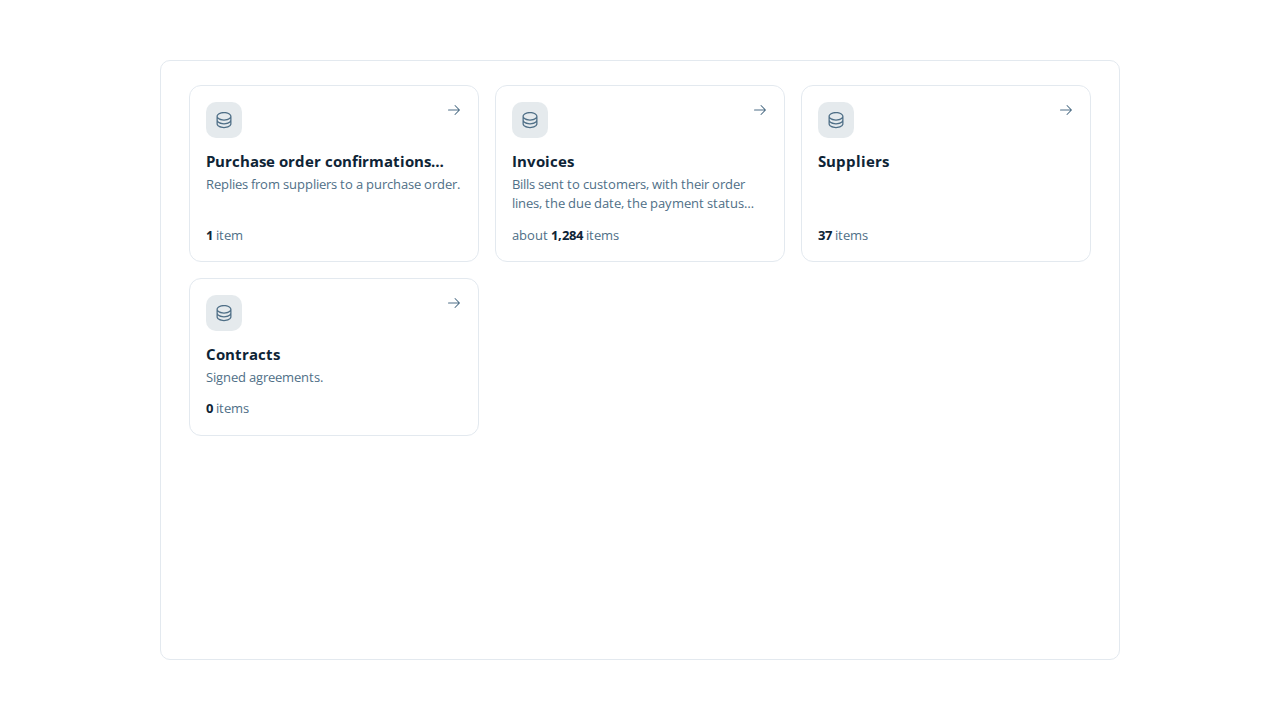 Purchase order confirmations...
Replies from suppliers to a purchase order.
1 item
Invoices
Bills sent to customers, with their order
lines, the due date, the payment status...
about 1,284 items
Suppliers
37 items
Contracts
Signed agreements.
0 items